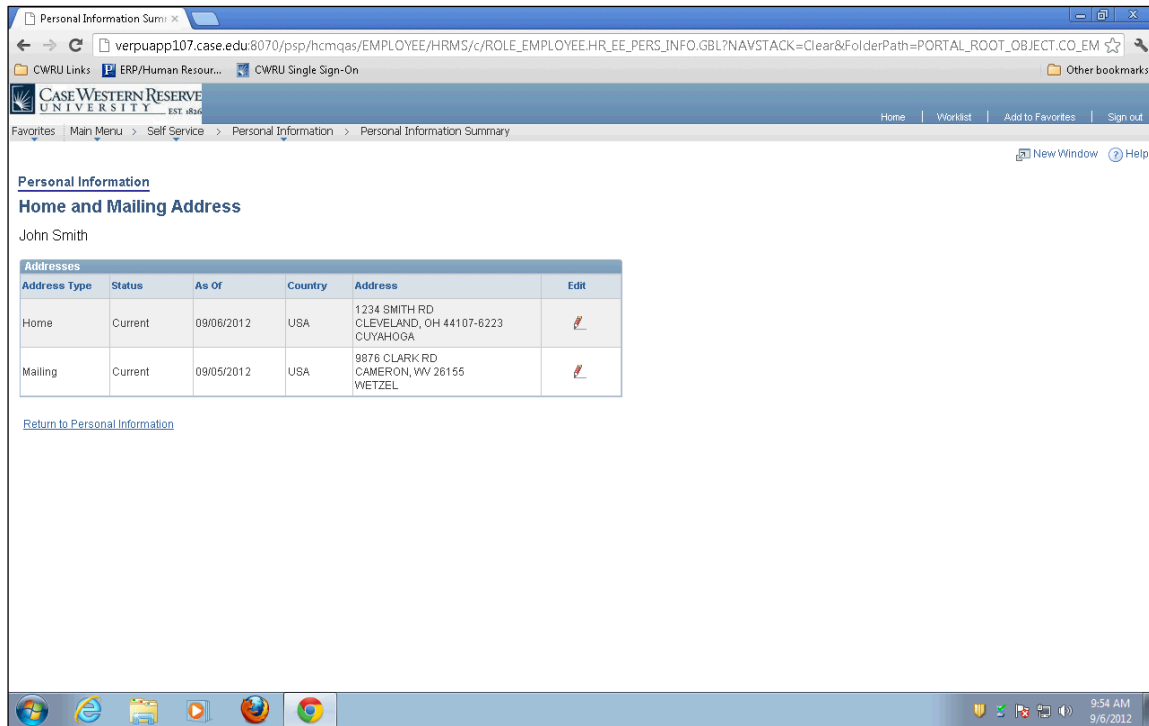 Personal Information Sum
verpuapp107.case.edu:8070/psp/hcmqas/EMPLOYEE/HRMS/c/ROLE_EMPLOYEE.HR_EE_PERS_INFO.GBL?NAVSTACK=Clear&FolderPath=PORTAL_ROOT_OBJECT.CO_EM
CWRU Links ERP/Human Resour... CWRU Single Sign-On Other bookmarks
CASE WESTERN RESERVE
UNIVERSITY EST. 1826
Home | Worklist | Add to Favorites | Sign out
Favorites Main Menu > Self Service > Personal Information > Personal Information Summary
New Window ? Help
Personal Information
Home and Mailing Address
John Smith
Addresses
Address Type Status As Of Country Address Edit
Home Current 09/06/2012 USA 1234 SMITH RD
CLEVELAND, OH 44107-6223
CUYAHOGA
Mailing Current 09/05/2012 USA 9876 CLARK RD
CAMERON, WV 26155
WETZEL
Return to Personal Information
9:54 AM
9/6/2012